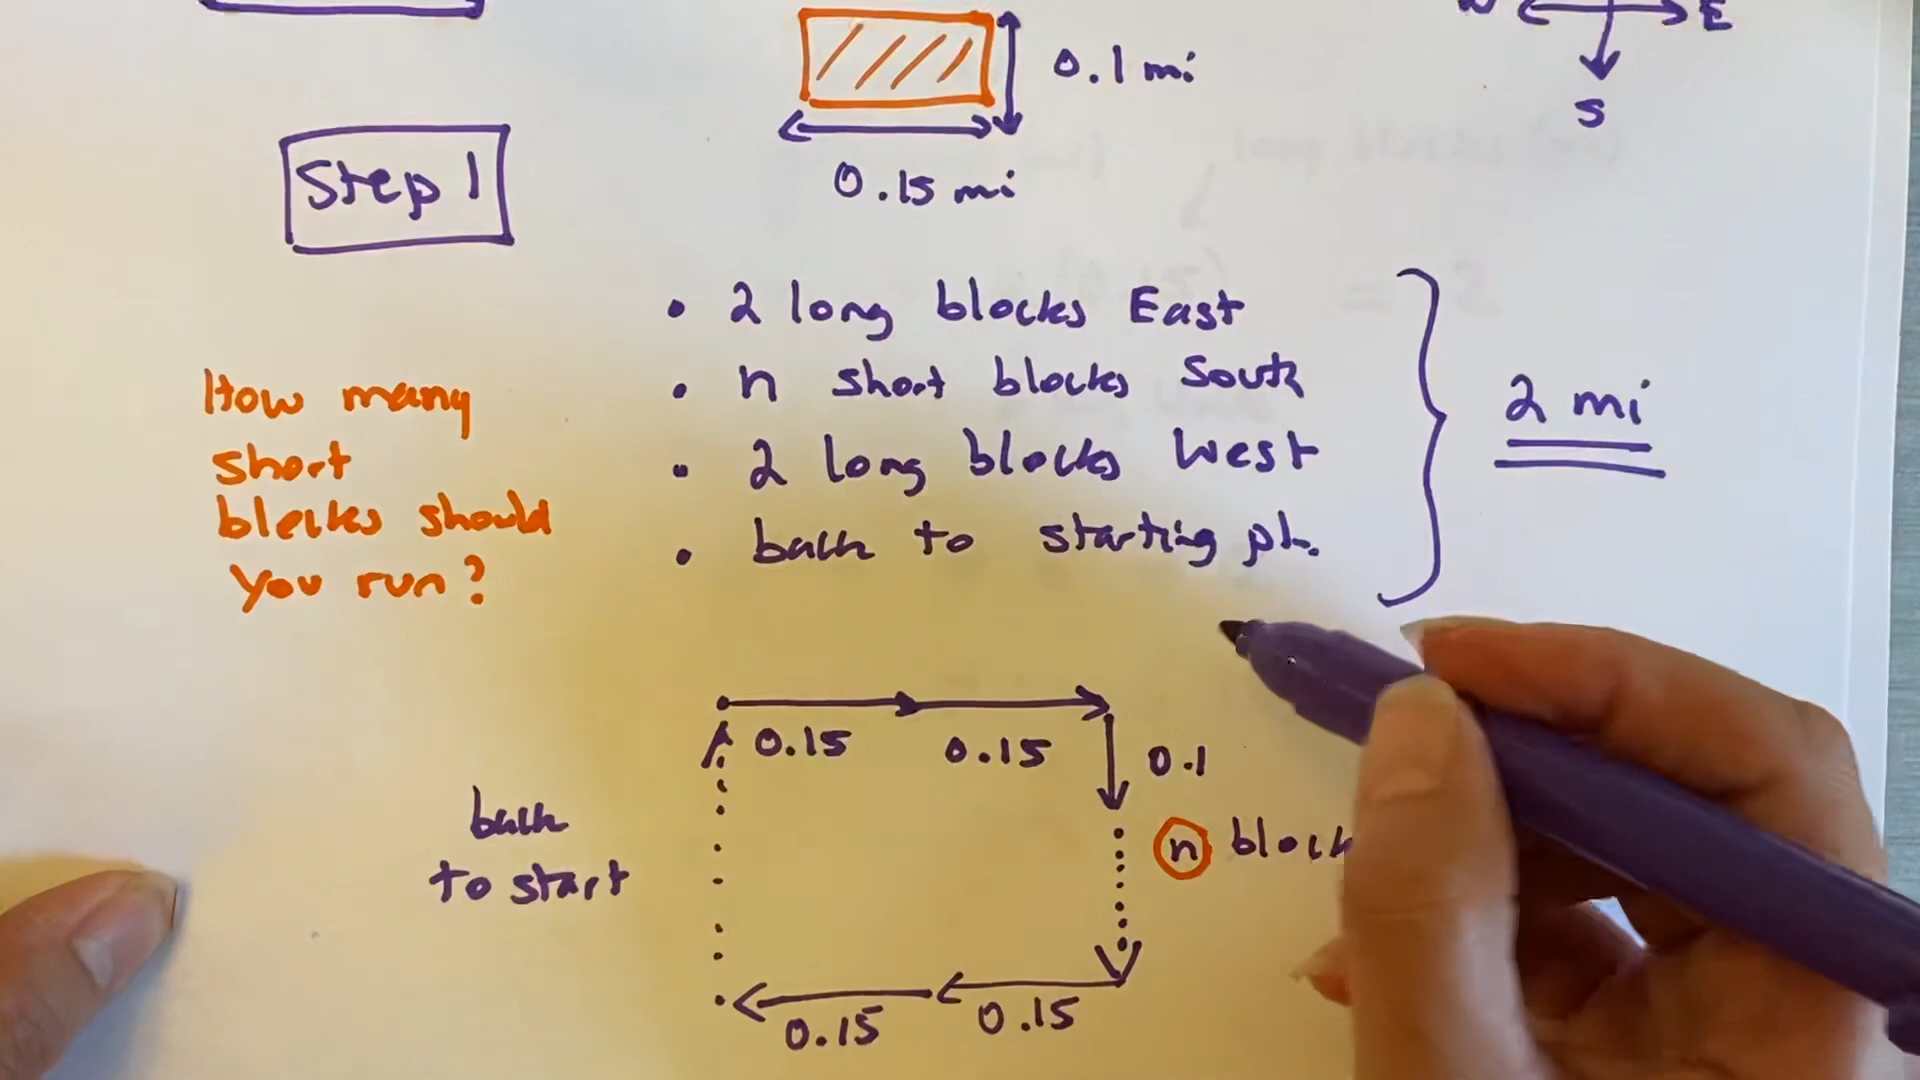 0.1 mi
E
S
0.15 mi
Step 1
• 2 long blocks East
• n short blocks South
• 2 long blocks West
• back to starting pt.
2 mi
How many
short
blocks should
you run?
0.15
0.15
0.1
n block
back
to start
0.15
0.15